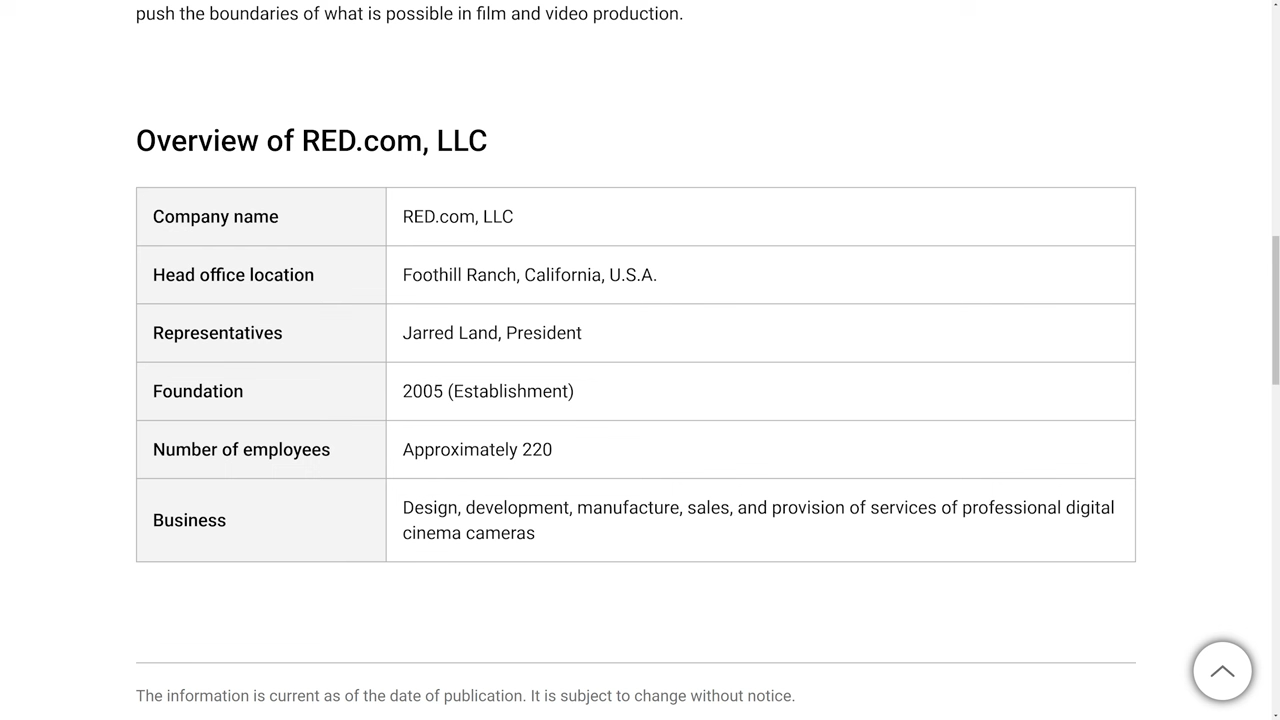 push the boundaries of what is possible in film and video production.
Overview of RED.com, LLC
Company name
RED.com, LLC
Head office location
Foothill Ranch, California, U.S.A.
Representatives
Jarred Land, President
Foundation
2005 (Establishment)
Number of employees
Approximately 220
Business
Design, development, manufacture, sales, and provision of services of professional digital
cinema cameras
The information is current as of the date of publication. It is subject to change without notice.